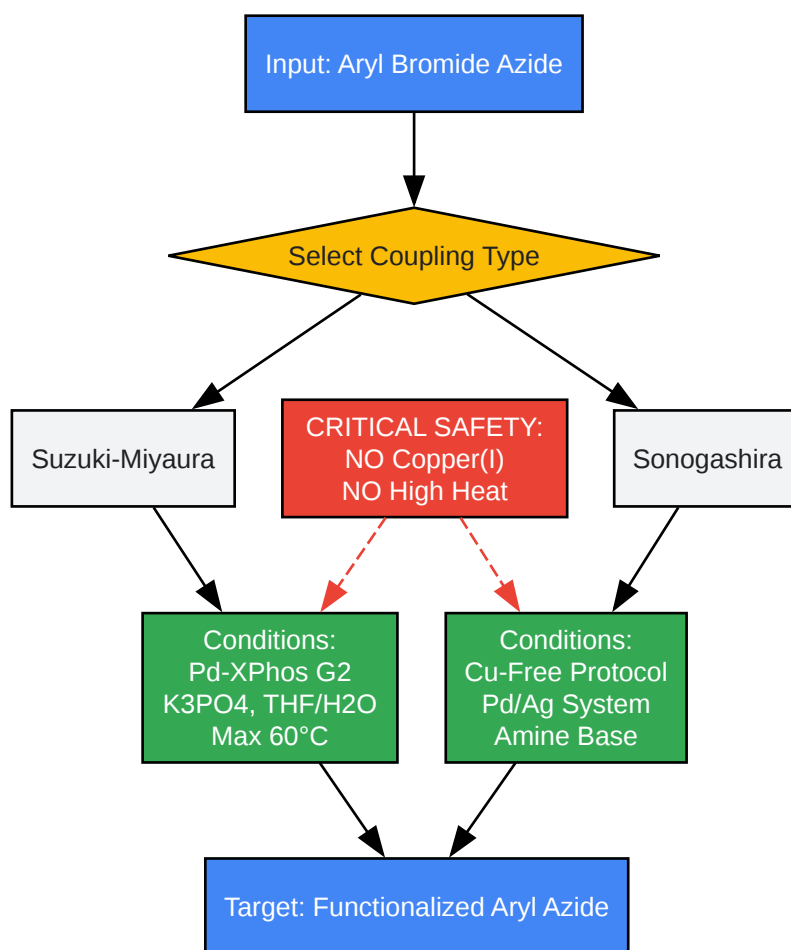 Input: Aryl Bromide Azide
Select Coupling Type
Suzuki-Miyaura
CRITICAL SAFETY:
NO Copper(I)
NO High Heat
Sonogashira
Conditions:
Pd-XPhos G2
K3PO4, THF/H2O
Max 60°C
Conditions:
Cu-Free Protocol
Pd/Ag System
Amine Base
Target: Functionalized Aryl Azide